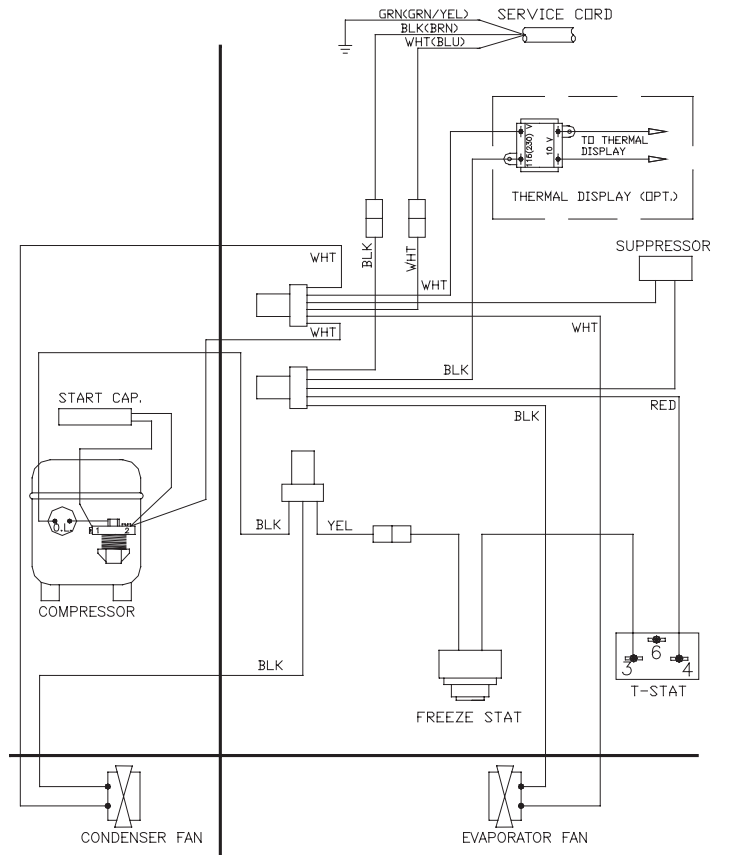 GRN(GRN/YEL)
SERVICE CORD
BLK(BRN)
WHT(BLU)
115(230) V
10 V
TO THERMAL
DISPLAY
THERMAL DISPLAY (OPT.)
BLK
WHT
WHT
SUPPRESSOR
WHT
WHT
WHT
BLK
START CAP.
RED
BLK
O.L.
1
2
BLK
YEL
COMPRESSOR
6
3
4
BLK
T-STAT
FREEZE STAT
CONDENSER FAN
EVAPORATOR FAN